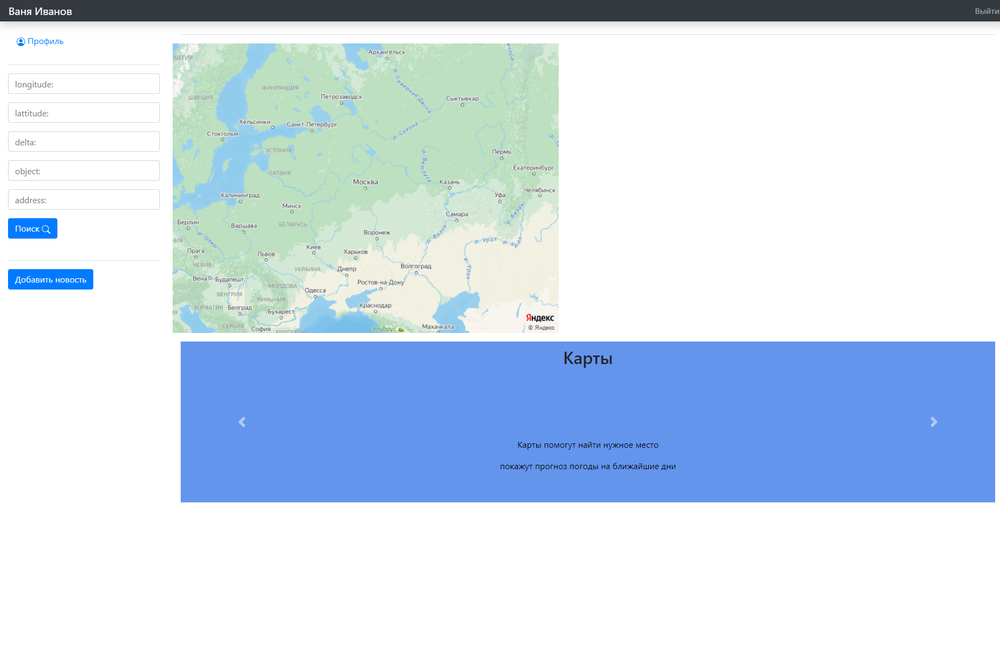 Ваня Иванов
Выйти
Профиль
longitude:
lattitude:
delta:
object:
address:
Поиск
Добавить новость
Архангельск
ФИНЛЯНДИЯ
ШВЕЦИЯ
Петрозаводск
р. Северная Двина
Сыктывкар
Хельсинки
Санкт-Петербург
р. Сухона
Стокгольм
ЭСТОНИЯ
р. Ветлуга
Пермь
Екатеринбург
ЛАТВИЯ
Москва
Казань
Челябинск
Калининград
Уфа
Минск
р. Белая
Берлин
Варшава
БЕЛАРУСЬ
Самара
р. Одер
Воронеж
р. Волга
р. Урал
р. Урал
Прага
Львов
Киев
Харьков
ЧЕХИЯ
УКРАИНА
Днепр
Волгоград
р. Урал
Вена
Будапешт
МОЛДОВА
Ростов-на-Дону
ВЕНГРИЯ
Одесса
РУМЫНИЯ
ХОРВАТИЯ
Белград
Бухарест
Краснодар
Яндекс
СЕРБИЯ
София
БОЛГАРИЯ
Эльбрус
Махачкала
© Яндекс
Карты
Карты помогут найти нужное место
покажут прогноз погоды на ближайшие дни